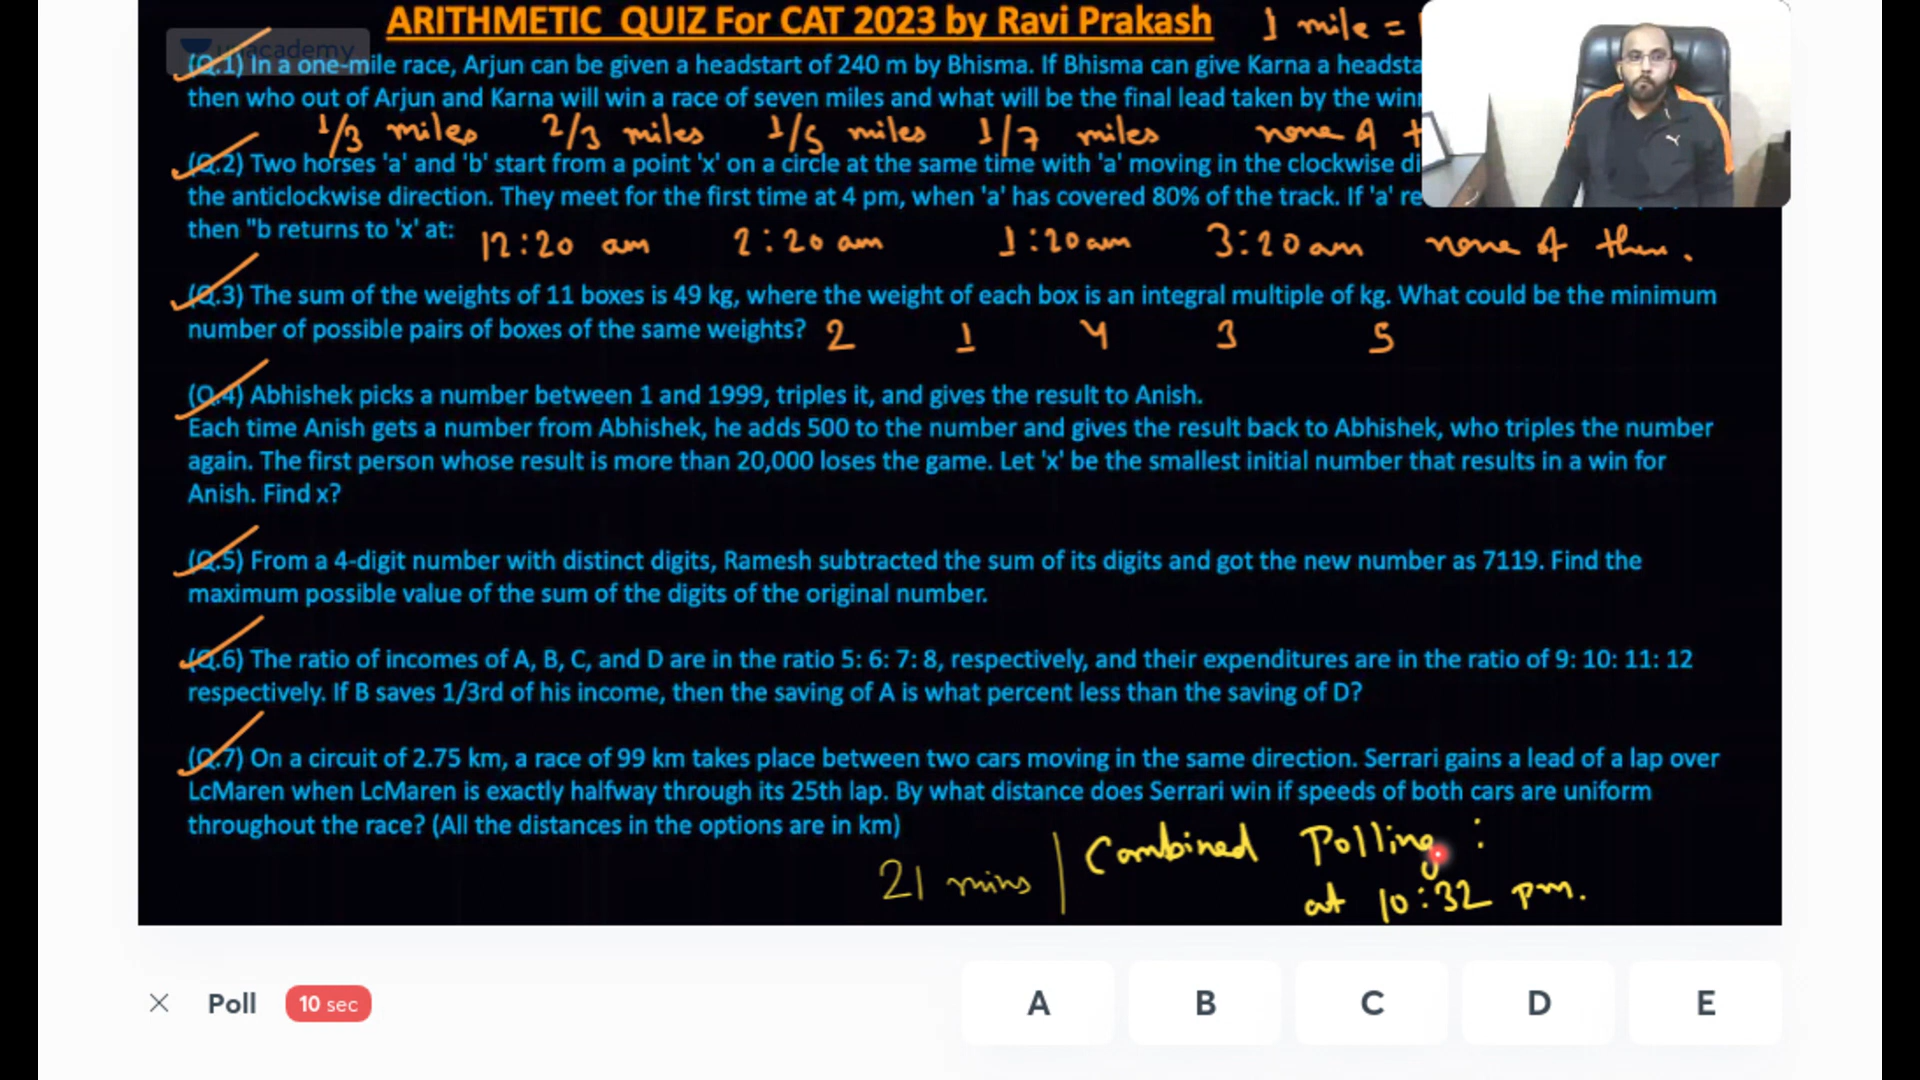 ARITHMETIC QUIZ For CAT 2023 by Ravi Prakash 1 mile =
unacademy
(Q.1) In a one-mile race, Arjun can be given a headstart of 240 m by Bhisma. If Bhisma can give Karna a
then who out of Arjun and Karna will win a race of seven miles and what will be the final lead taken by the
1/3 miles 2/3 miles 1/5 miles 1/7 miles none of
(Q.2) Two horses 'a' and 'b' start from a point 'x' on a circle at the same time with 'a' moving in the clockwise
the anticlockwise direction. They meet for the first time at 4 pm, when 'a' has covered 80% of the track. If 'a'
then "b returns to 'x' at: 12:20 am 2:20 am 1:20 am 3:20 am none of them.
(Q.3) The sum of the weights of 11 boxes is 49 kg, where the weight of each box is an integral multiple of kg. What could be the minimum
number of possible pairs of boxes of the same weights? 2 1 4 3 5
(Q.4) Abhishek picks a number between 1 and 1999, triples it, and gives the result to Anish.
Each time Anish gets a number from Abhishek, he adds 500 to the number and gives the result back to Abhishek, who triples the number
again. The first person whose result is more than 20,000 loses the game. Let 'x' be the smallest initial number that results in a win for
Anish. Find x?
(Q.5) From a 4-digit number with distinct digits, Ramesh subtracted the sum of its digits and got the new number as 7119. Find the
maximum possible value of the sum of the digits of the original number.
(Q.6) The ratio of incomes of A, B, C, and D are in the ratio 5: 6: 7: 8, respectively, and their expenditures are in the ratio of 9: 10: 11: 12
respectively. If B saves 1/3rd of his income, then the saving of A is what percent less than the saving of D?
(Q.7) On a circuit of 2.75 km, a race of 99 km takes place between two cars moving in the same direction. Serrari gains a lead of a lap over
LcMaren when LcMaren is exactly halfway through its 25th lap. By what distance does Serrari win if speeds of both cars are uniform
throughout the race? (All the distances in the options are in km)
21 mins | Combined Polling :
at 10:32 pm.
Poll 10 sec A B C D E